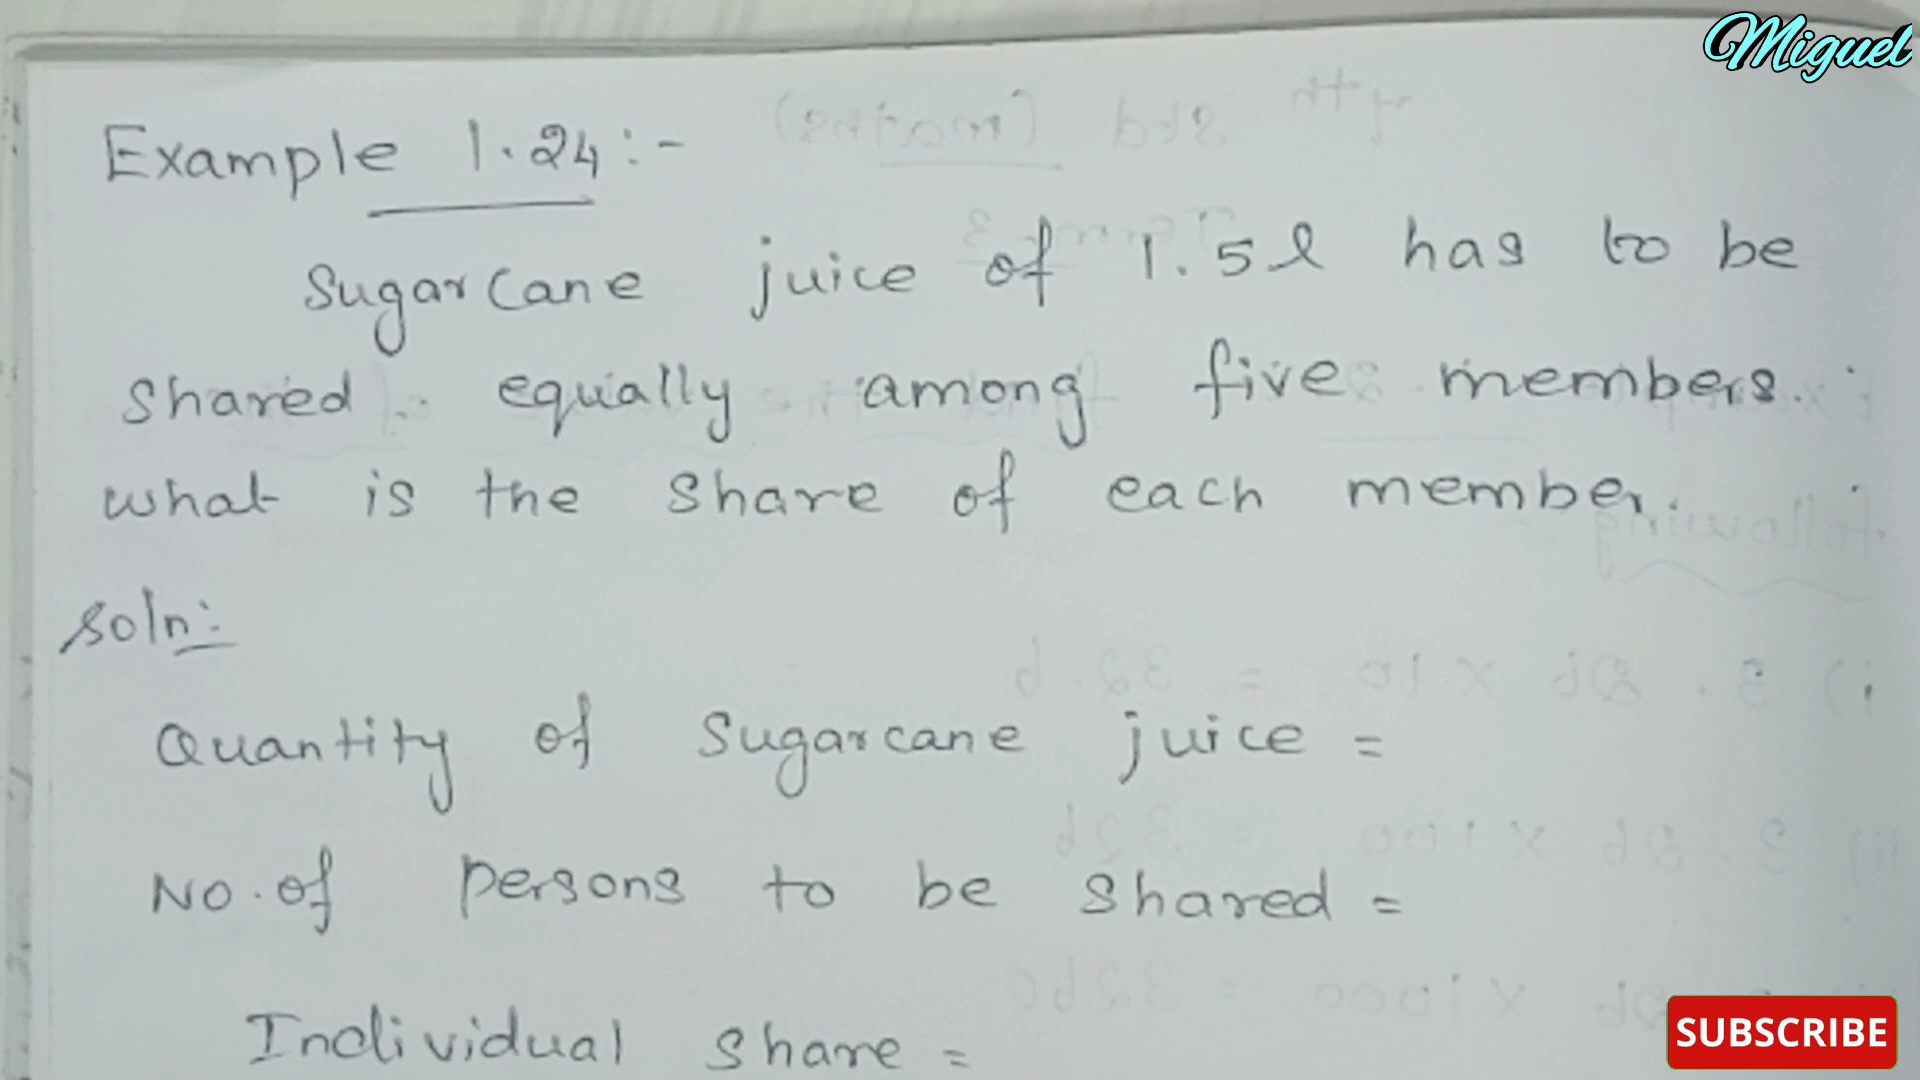 Miguel
Example 1.24:-
Sugarcane juice of 1.5l has to be
shared equally among five members.
what is the share of each member.
Soln:
Quantity of Sugarcane juice =
No. of Persons to be Shared =
Individual Share =
SUBSCRIBE